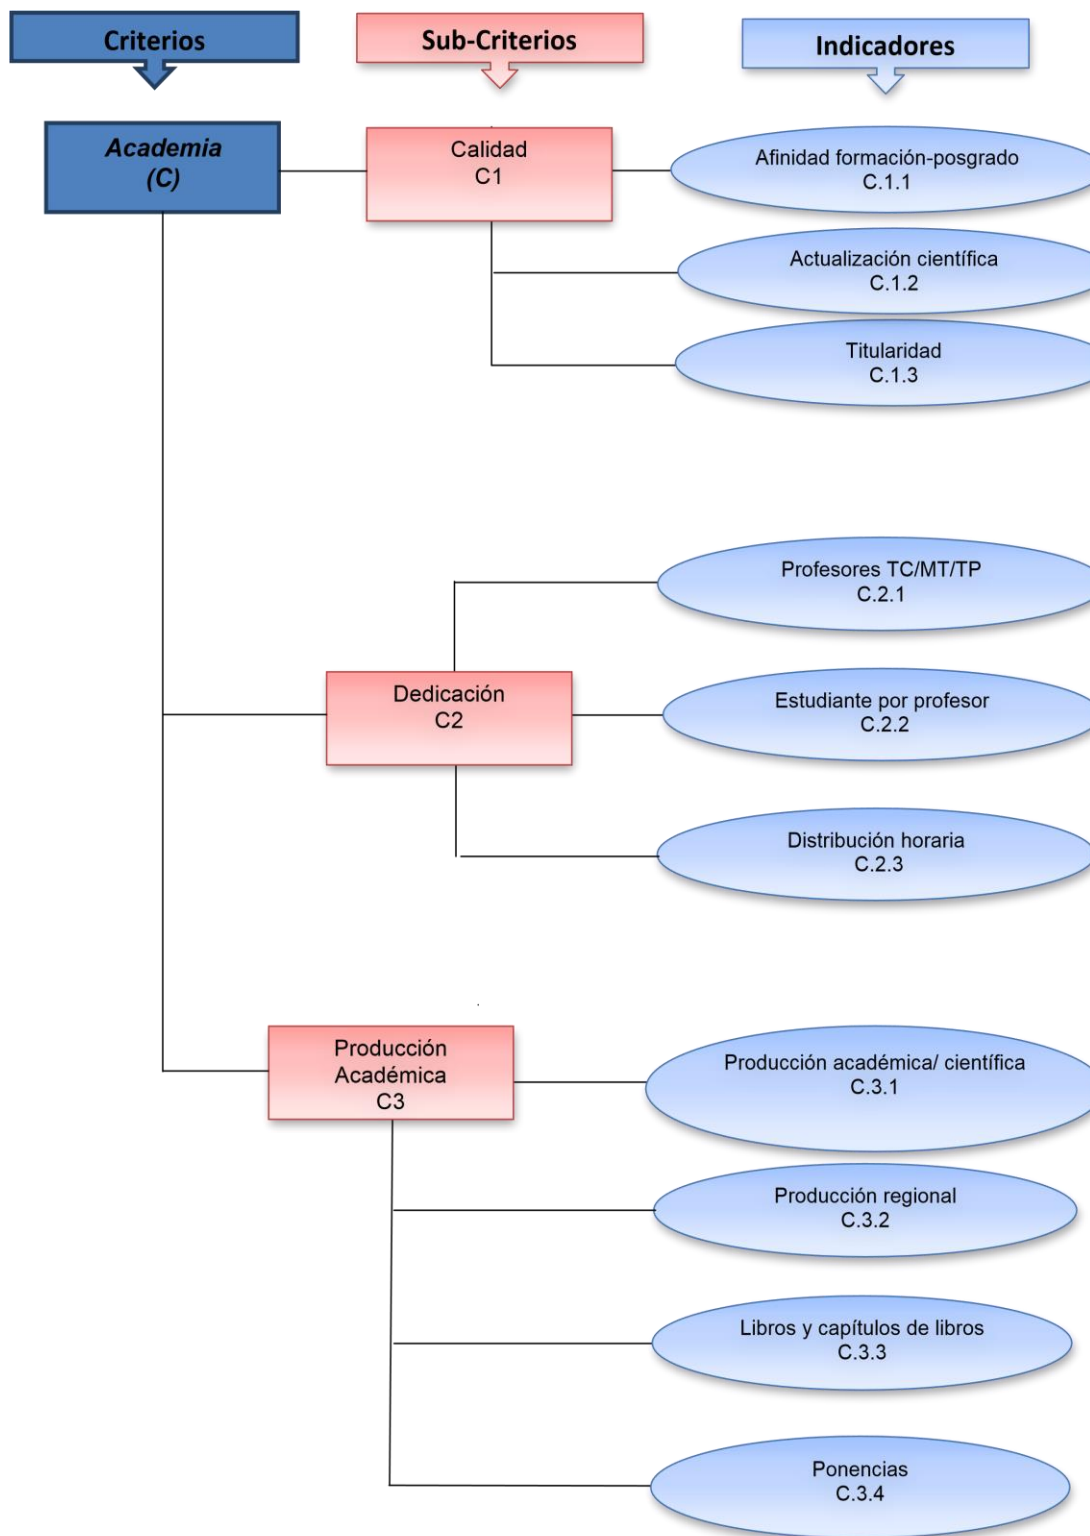 Criterios
Sub-Criterios
Indicadores
Academia
(C)
Calidad
C1
Afinidad formación-posgrado
C.1.1
Actualización científica
C.1.2
Titularidad
C.1.3
Profesores TC/MT/TP
C.2.1
Dedicación
C2
Estudiante por profesor
C.2.2
Distribución horaria
C.2.3
Producción
Académica
C3
Producción académica/ científica
C.3.1
Producción regional
C.3.2
Libros y capítulos de libros
C.3.3
Ponencias
C.3.4